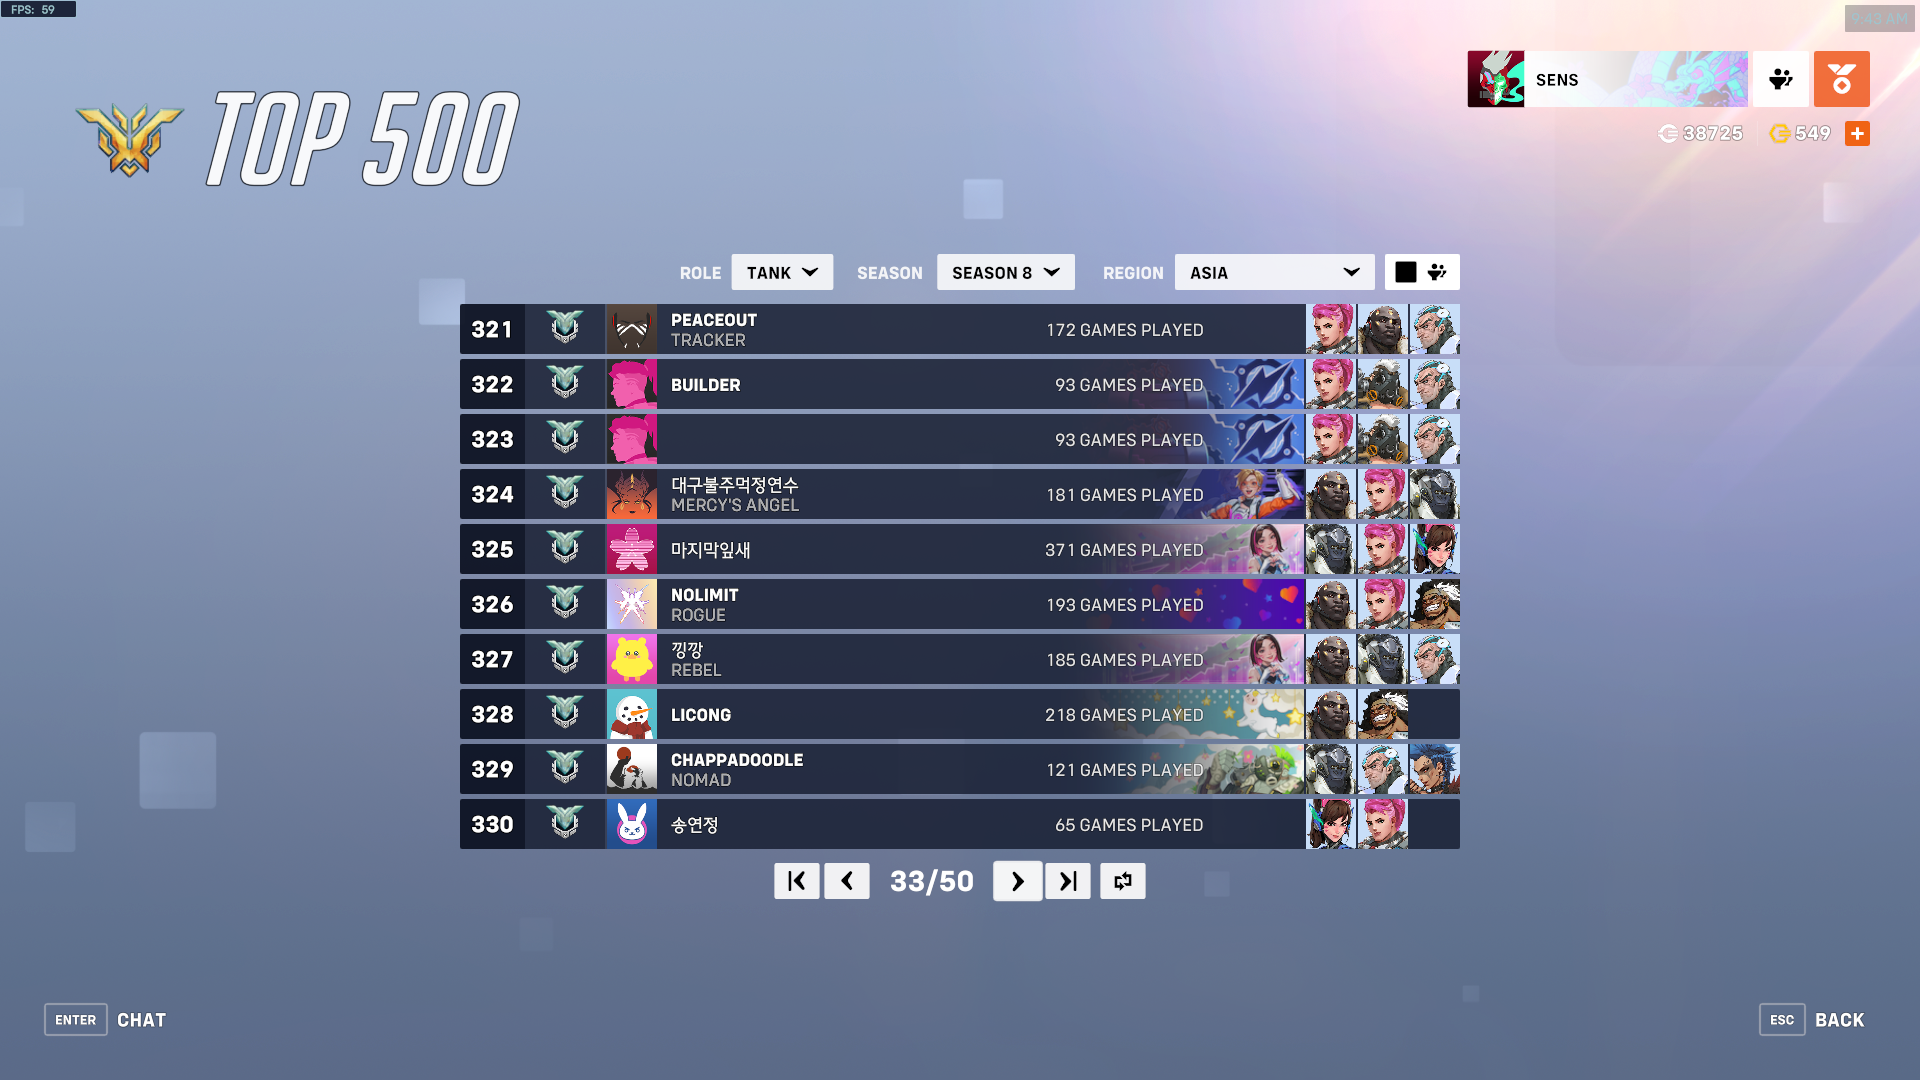 FPS: 59
9:43 AM
TOP 500
SENS
38725
549
ROLE TANK SEASON SEASON 8 REGION ASIA
321 PEACEOUT 172 GAMES PLAYED
TRACKER
322 BUILDER 93 GAMES PLAYED
323 93 GAMES PLAYED
324 대구불주먹정연수 181 GAMES PLAYED
MERCY'S ANGEL
325 마지막잎새 371 GAMES PLAYED
326 NOLIMIT 193 GAMES PLAYED
ROGUE
327 낑깡 185 GAMES PLAYED
REBEL
328 LICONG 218 GAMES PLAYED
329 CHAPPADOODLE 121 GAMES PLAYED
NOMAD
330 송연정 65 GAMES PLAYED
33/50
ENTER CHAT
ESC BACK